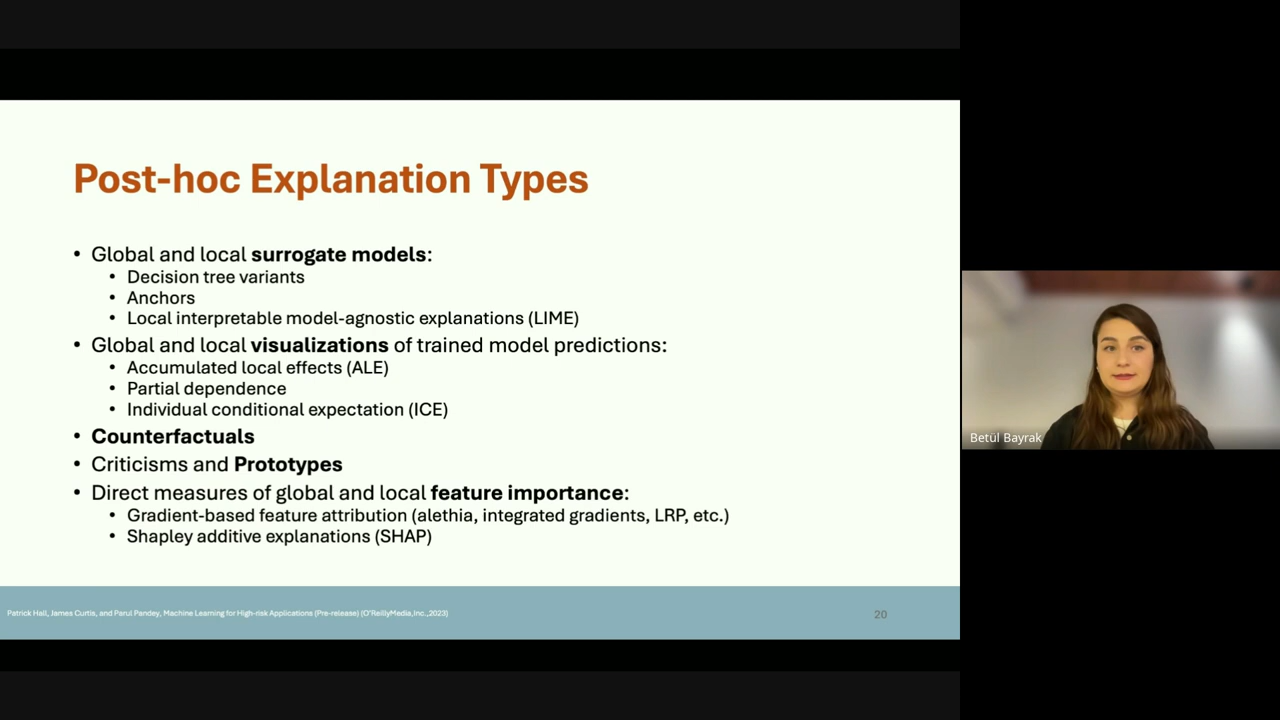 Post-hoc Explanation Types
• Global and local surrogate models:
• Decision tree variants
• Anchors
• Local interpretable model-agnostic explanations (LIME)
• Global and local visualizations of trained model predictions:
• Accumulated local effects (ALE)
• Partial dependence
• Individual conditional expectation (ICE)
• Counterfactuals
• Criticisms and Prototypes
• Direct measures of global and local feature importance:
• Gradient-based feature attribution (alethia, integrated gradients, LRP, etc.)
• Shapley additive explanations (SHAP)
Patrick Hall, James Curtis, and Parul Pandey, Machine Learning for High-risk Applications (Pre-release) (O'ReillyMedia,Inc.,2023)
20
Betül Bayrak